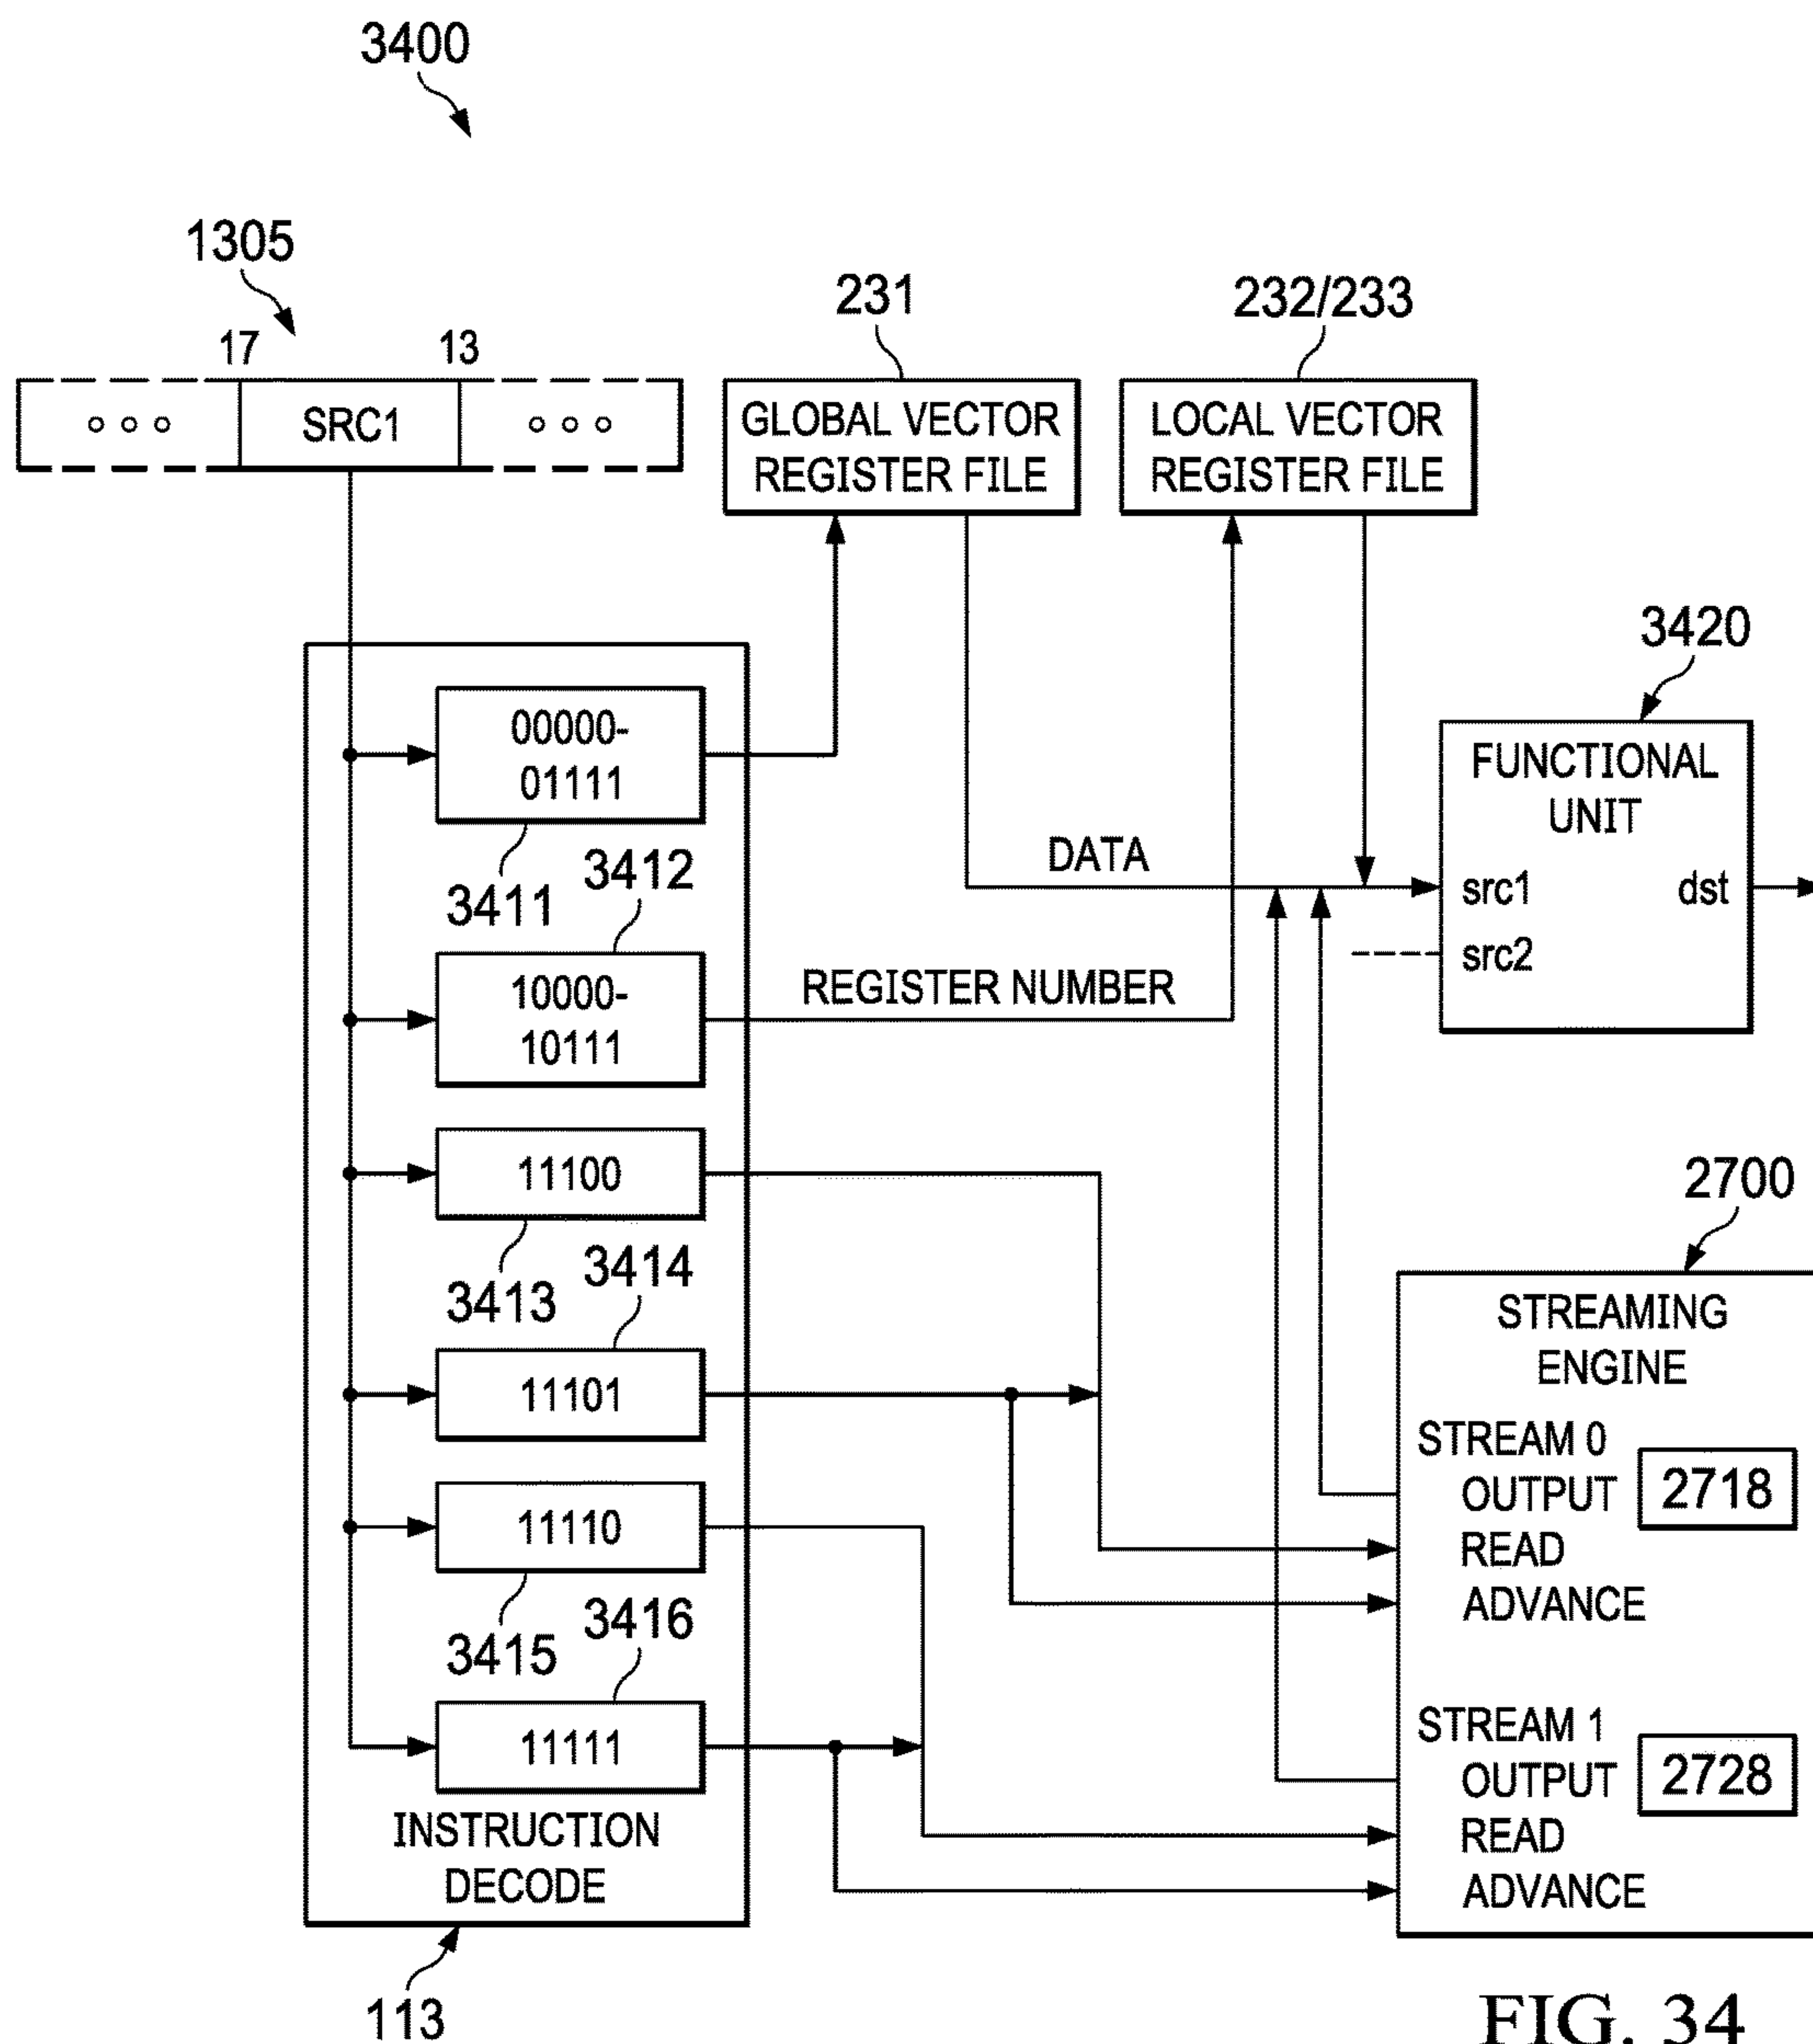 3400
1305
231
232/233
17
13
o o o
SRC1
o o o
GLOBAL VECTOR
REGISTER FILE
LOCAL VECTOR
REGISTER FILE
3420
00000-
01111
FUNCTIONAL
UNIT
DATA
src1
dst
3411
3412
src2
10000-
10111
REGISTER NUMBER
11100
2700
3413
3414
STREAMING
ENGINE
11101
STREAM 0
OUTPUT
2718
READ
ADVANCE
11110
3415
3416
STREAM 1
OUTPUT
2728
READ
ADVANCE
11111
INSTRUCTION
DECODE
113
FIG. 34